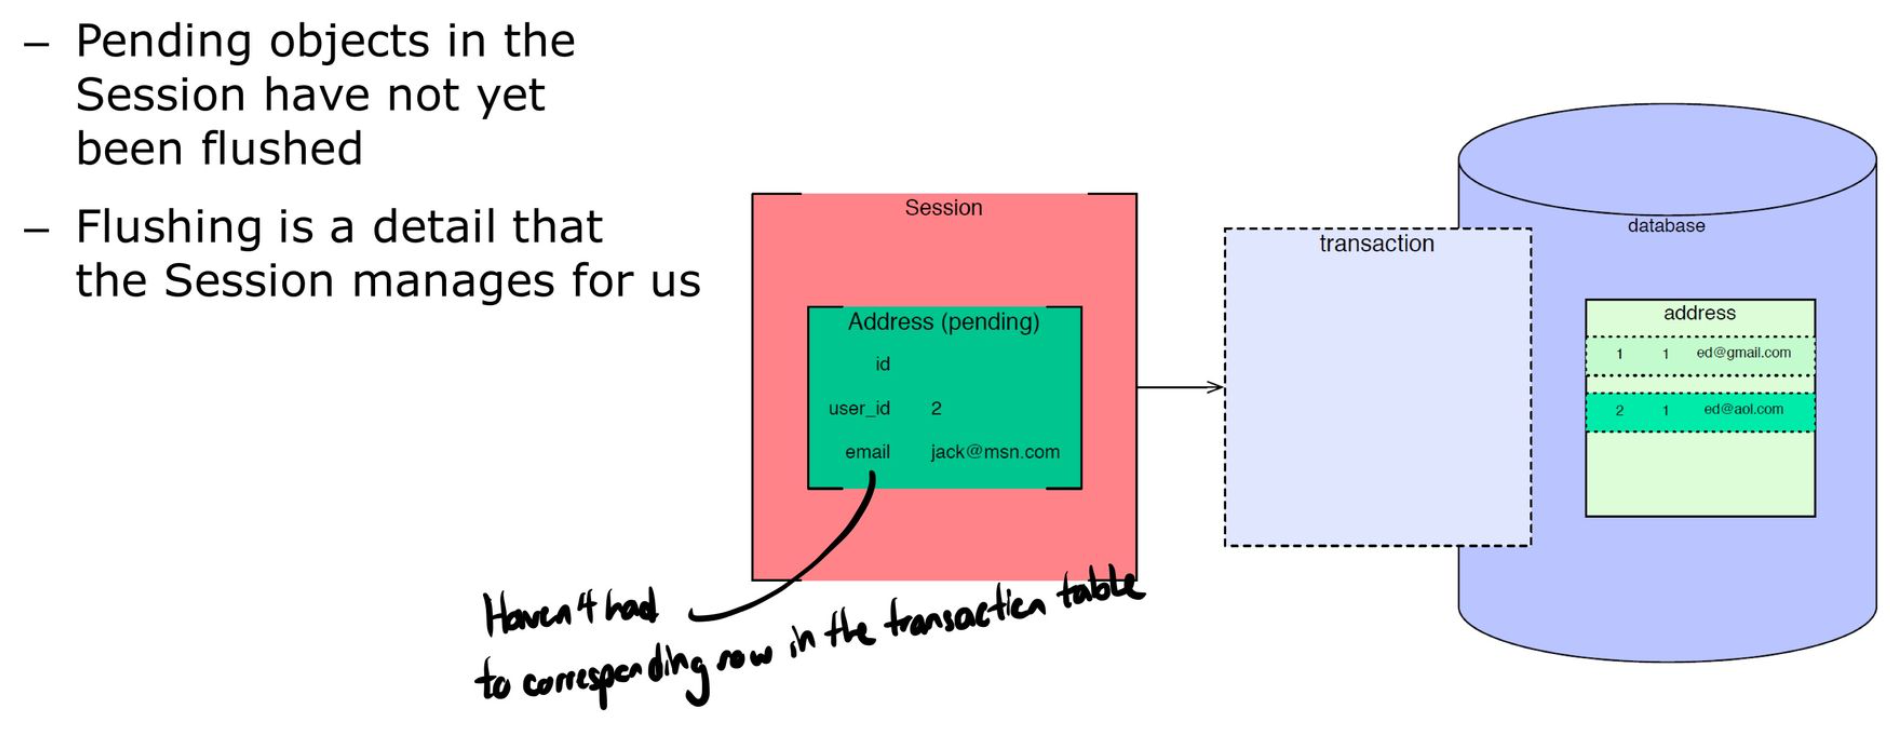 – Pending objects in the
Session have not yet
been flushed
– Flushing is a detail that
the Session manages for us
Session
Address (pending)
id
user_id 2
email jack@msn.com
transaction
database
address
1 1 ed@gmail.com
2 1 ed@aol.com
Haven't had
to corresponding row in the transaction table